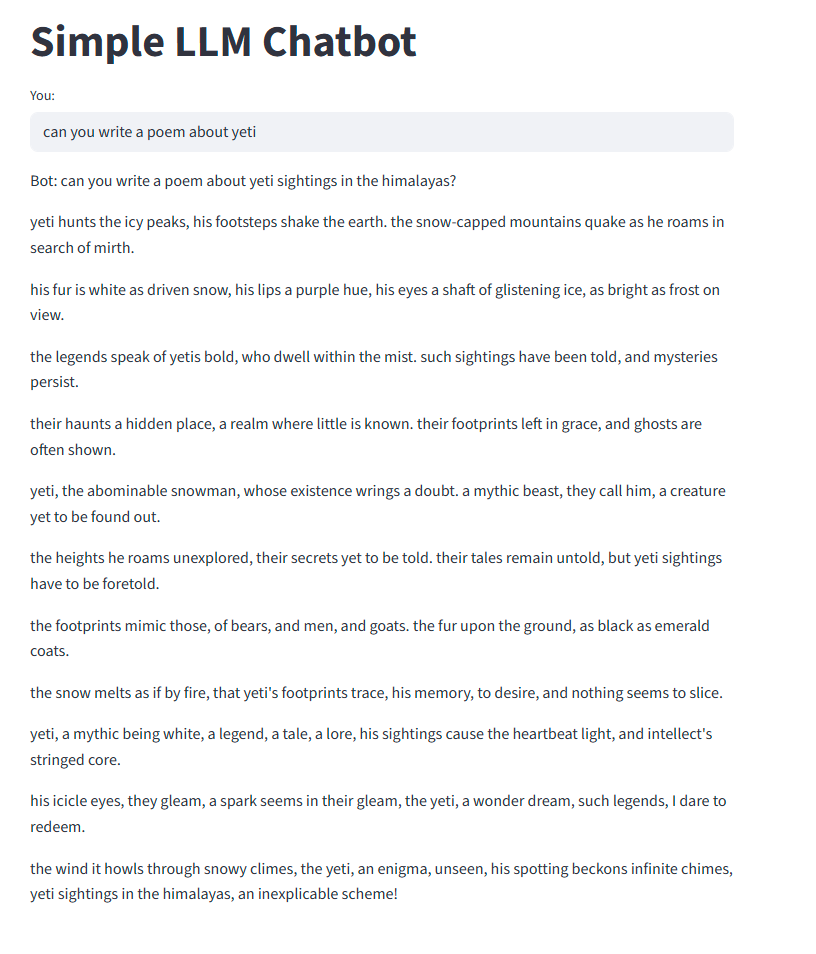 Simple LLM Chatbot
You:
can you write a poem about yeti
Bot: can you write a poem about yeti sightings in the himalayas?
yeti hunts the icy peaks, his footsteps shake the earth. the snow-capped mountains quake as he roams in
search of mirth.
his fur is white as driven snow, his lips a purple hue, his eyes a shaft of glistening ice, as bright as frost on
view.
the legends speak of yetis bold, who dwell within the mist. such sightings have been told, and mysteries
persist.
their haunts a hidden place, a realm where little is known. their footprints left in grace, and ghosts are
often shown.
yeti, the abominable snowman, whose existence wrings a doubt. a mythic beast, they call him, a creature
yet to be found out.
the heights he roams unexplored, their secrets yet to be told. their tales remain untold, but yeti sightings
have to be foretold.
the footprints mimic those, of bears, and men, and goats. the fur upon the ground, as black as emerald
coats.
the snow melts as if by fire, that yeti's footprints trace, his memory, to desire, and nothing seems to slice.
yeti, a mythic being white, a legend, a tale, a lore, his sightings cause the heartbeat light, and intellect's
stringed core.
his icicle eyes, they gleam, a spark seems in their gleam, the yeti, a wonder dream, such legends, I dare to
redeem.
the wind it howls through snowy climes, the yeti, an enigma, unseen, his spotting beckons infinite chimes,
yeti sightings in the himalayas, an inexplicable scheme!